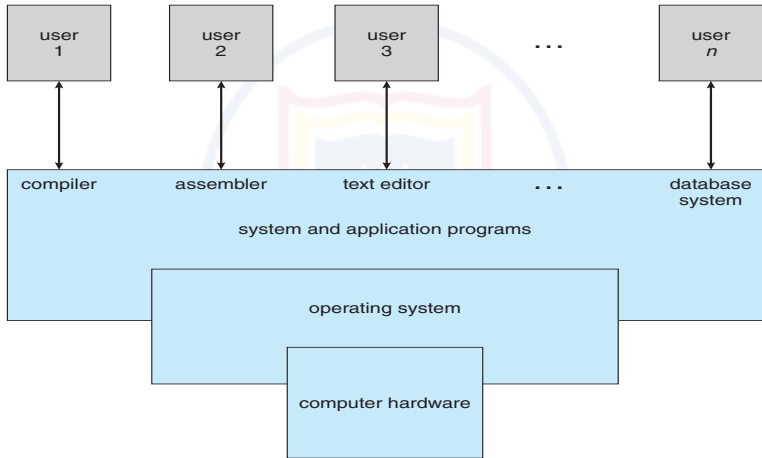 user user user user
1 2 3 ... n
compiler assembler text editor ... database
system
system and application programs
operating system
computer hardware